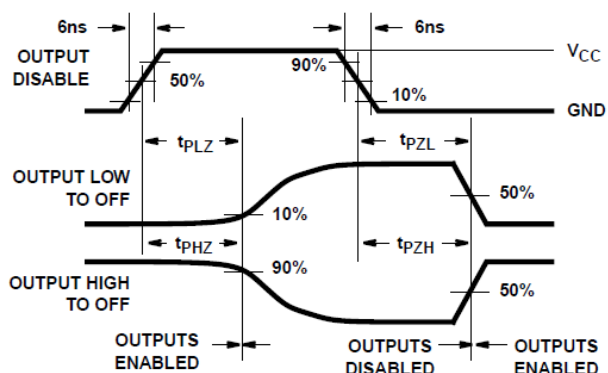 6ns
6ns
OUTPUT
DISABLE
90%
VCC
50%
10%
GND
tPLZ
tPZL
OUTPUT LOW
TO OFF
10%
50%
tPHZ
tPZH
OUTPUT HIGH
TO OFF
90%
50%
OUTPUTS
ENABLED
OUTPUTS
DISABLED
OUTPUTS
ENABLED